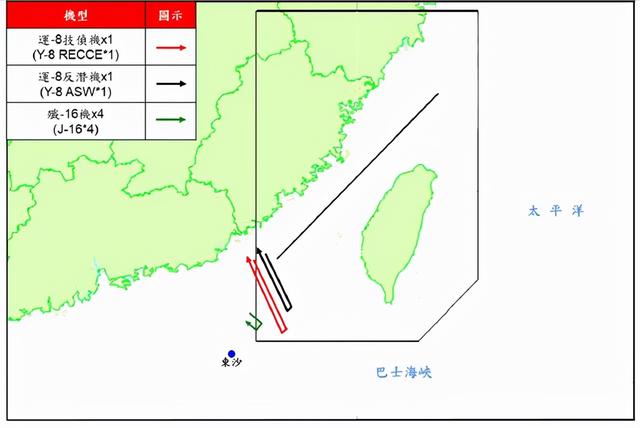 機型 圖示
運-8技偵機x1
(Y-8 RECCE*1)
運-8反潛機x1
(Y-8 ASW*1)
殲-16機x4
(J-16*4)
太平洋
東沙
巴士海峽